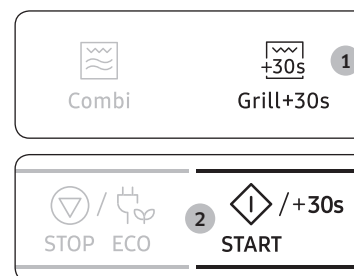 +30s
1
Combi
Grill+30s
2
/
/+30s
STOP ECO
START